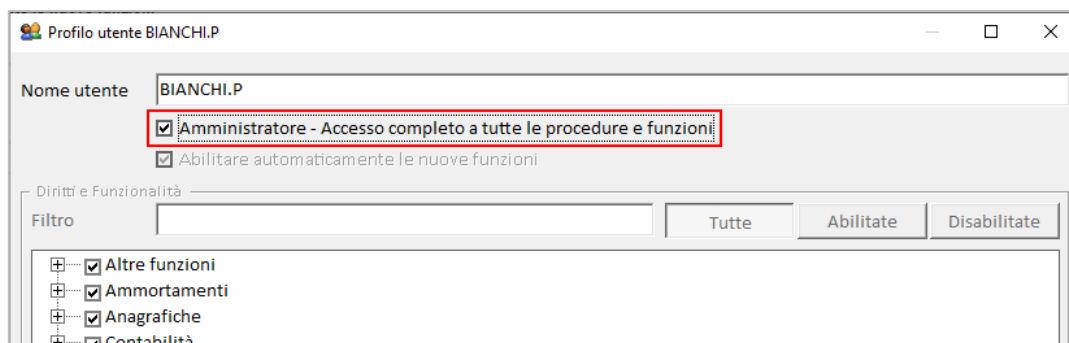 Profilo utente BIANCHI.P
Nome utente BIANCHI.P
Amministratore - Accesso completo a tutte le procedure e funzioni
Abilitare automaticamente le nuove funzioni
Diritti e Funzionalità
Filtro Tutte Abilitate Disabilitate
Altre funzioni
Ammortamenti
Anagrafiche
Contabilità